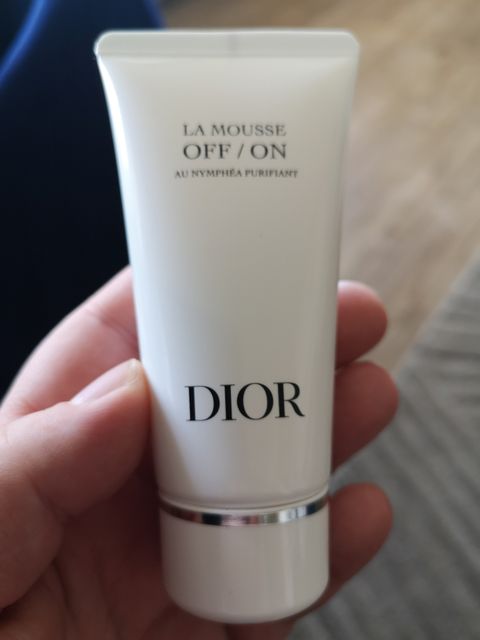 LA MOUSSE
OFF / ON
AU NYMPHÉA PURIFIANT
DIOR